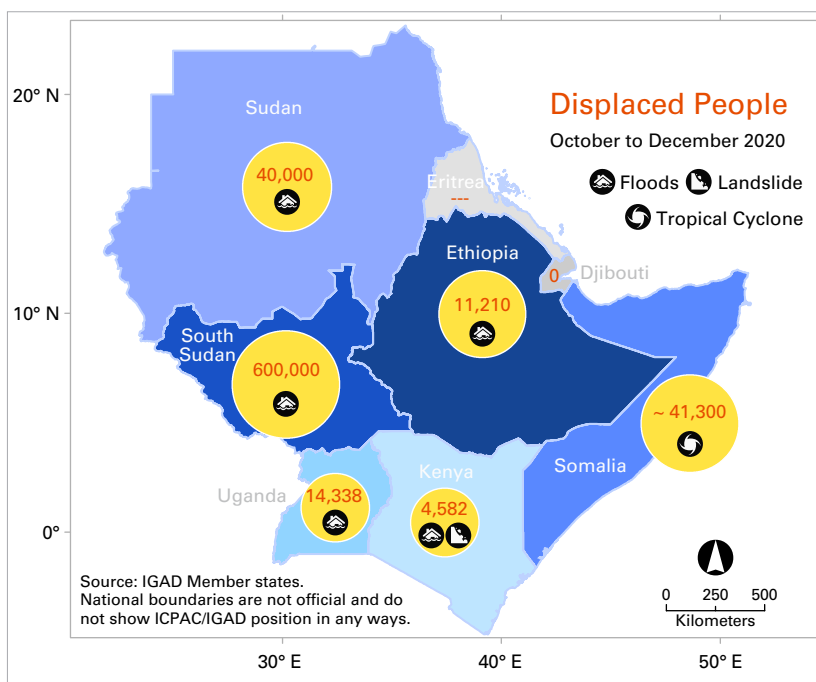 Displaced People
October to December 2020
Floods Landslide
Tropical Cyclone
20° N
Sudan
40,000
Eritrea
---
Ethiopia
11,210
Djibouti
0
10° N
South
Sudan
600,000
~ 41,300
Somalia
Uganda
14,338
Kenya
4,582
0°
Source: IGAD Member states.
National boundaries are not official and do
not show ICPAC/IGAD position in any ways.
0 250 500
Kilometers
30° E 40° E 50° E